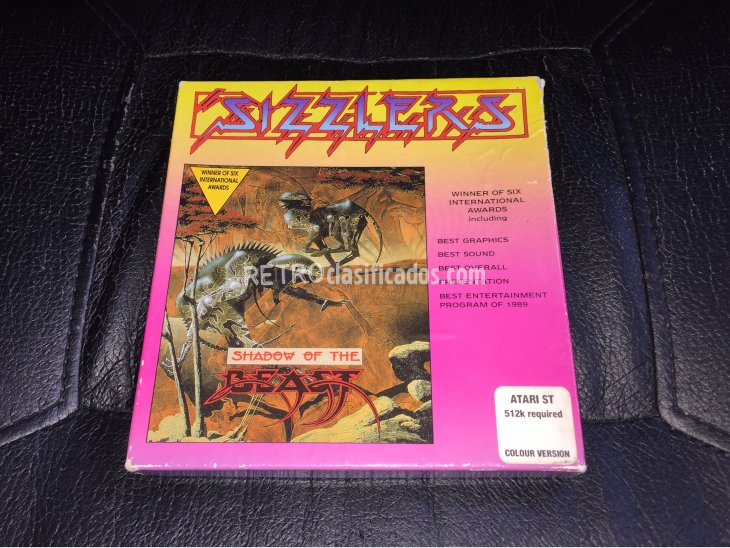 SIZZLERS
WINNER OF SIX
INTERNATIONAL
AWARDS
WINNER OF SIX
INTERNATIONAL
AWARDS
including
BEST GRAPHICS
BEST SOUND
BEST OVERALL
PRESENTATION
BEST ENTERTAINMENT
PROGRAM OF 1989
RETROclasificados.com
SHADOW OF THE
BEAST
ATARI ST
512k required
COLOUR VERSION